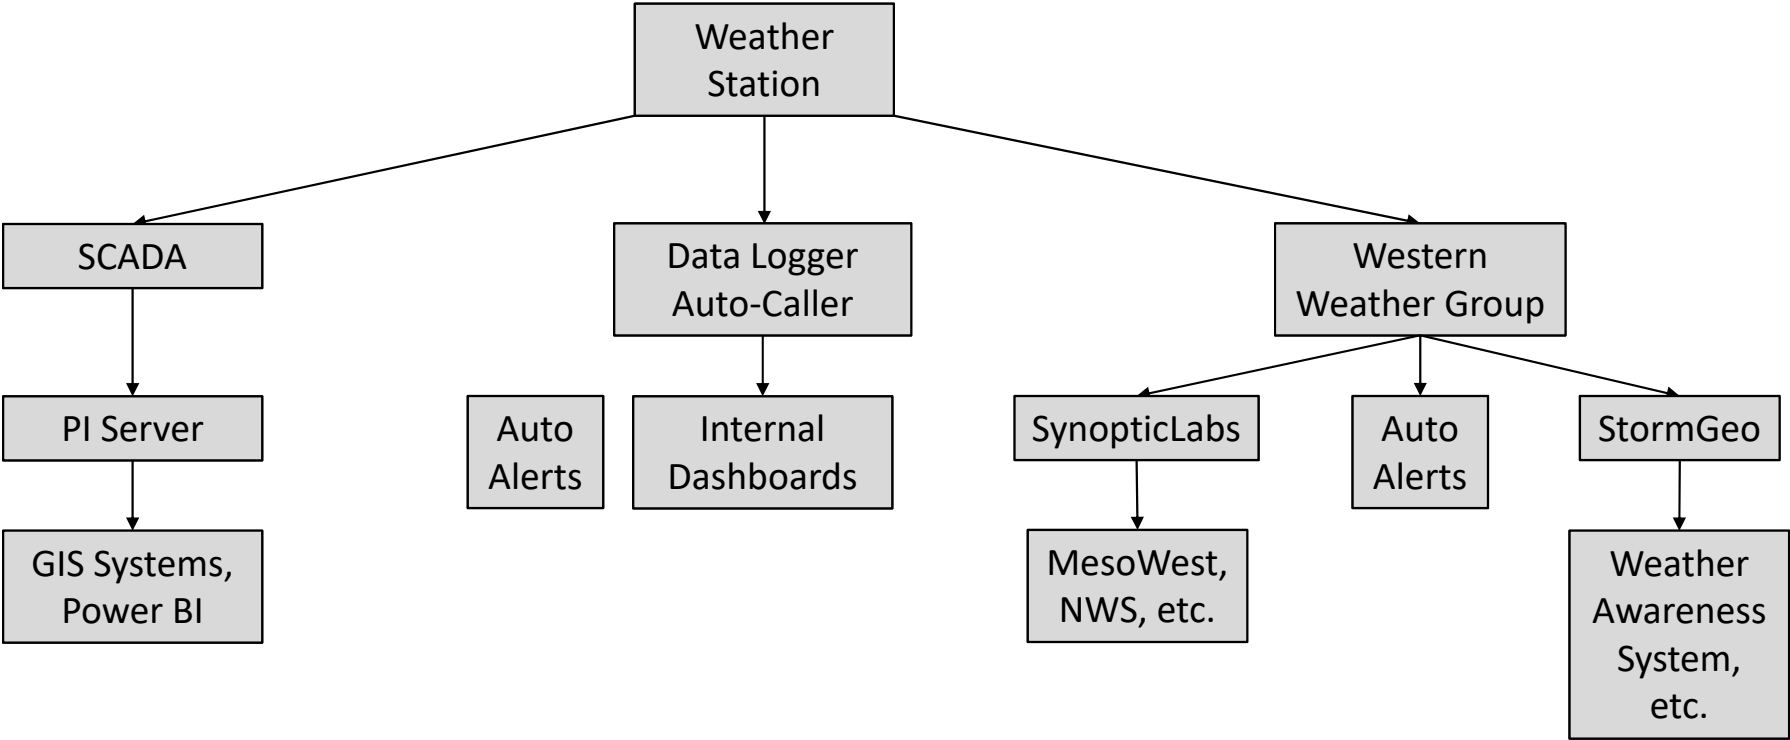 Weather
Station
SCADA
Data Logger
Auto-Caller
Western
Weather Group
PI Server
Auto
Alerts
Internal
Dashboards
SynopticLabs
Auto
Alerts
StormGeo
GIS Systems,
Power BI
MesoWest,
NWS, etc.
Weather
Awareness
System,
etc.